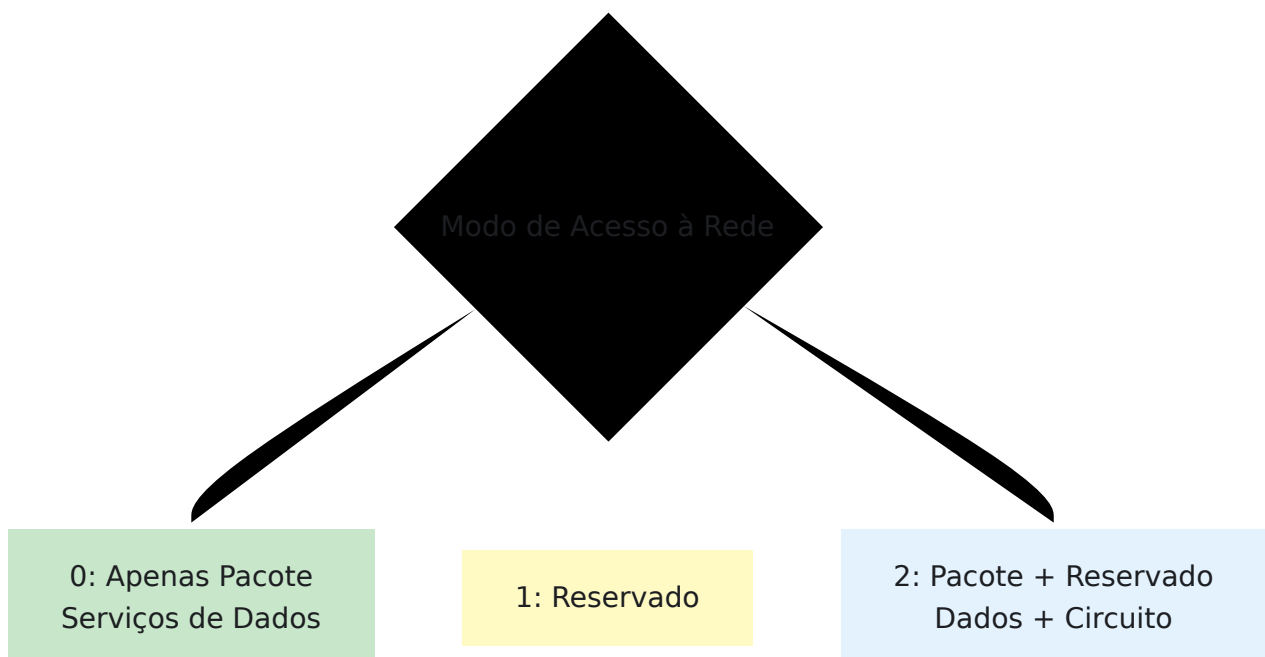 Modo de Acesso à Rede
0: Apenas Pacote
Serviços de Dados
1: Reservado
2: Pacote + Reservado
Dados + Circuito